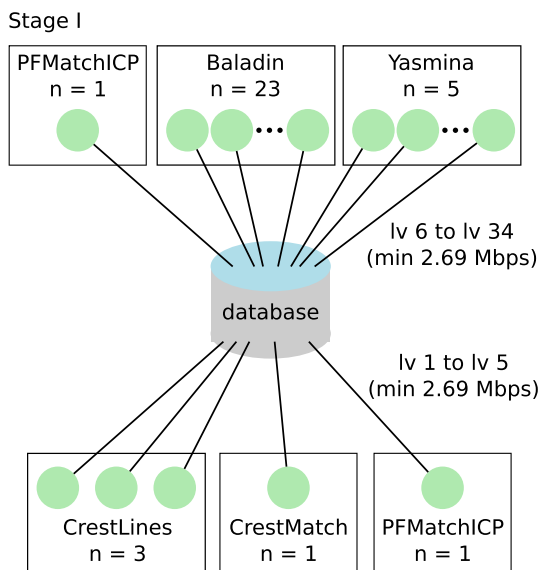 Stage I
PFMatchICP
n = 1
Baladin
n = 23
Yasmina
n = 5
lv 6 to lv 34
(min 2.69 Mbps)
database
lv 1 to lv 5
(min 2.69 Mbps)
CrestLines
n = 3
CrestMatch
n = 1
PFMatchICP
n = 1